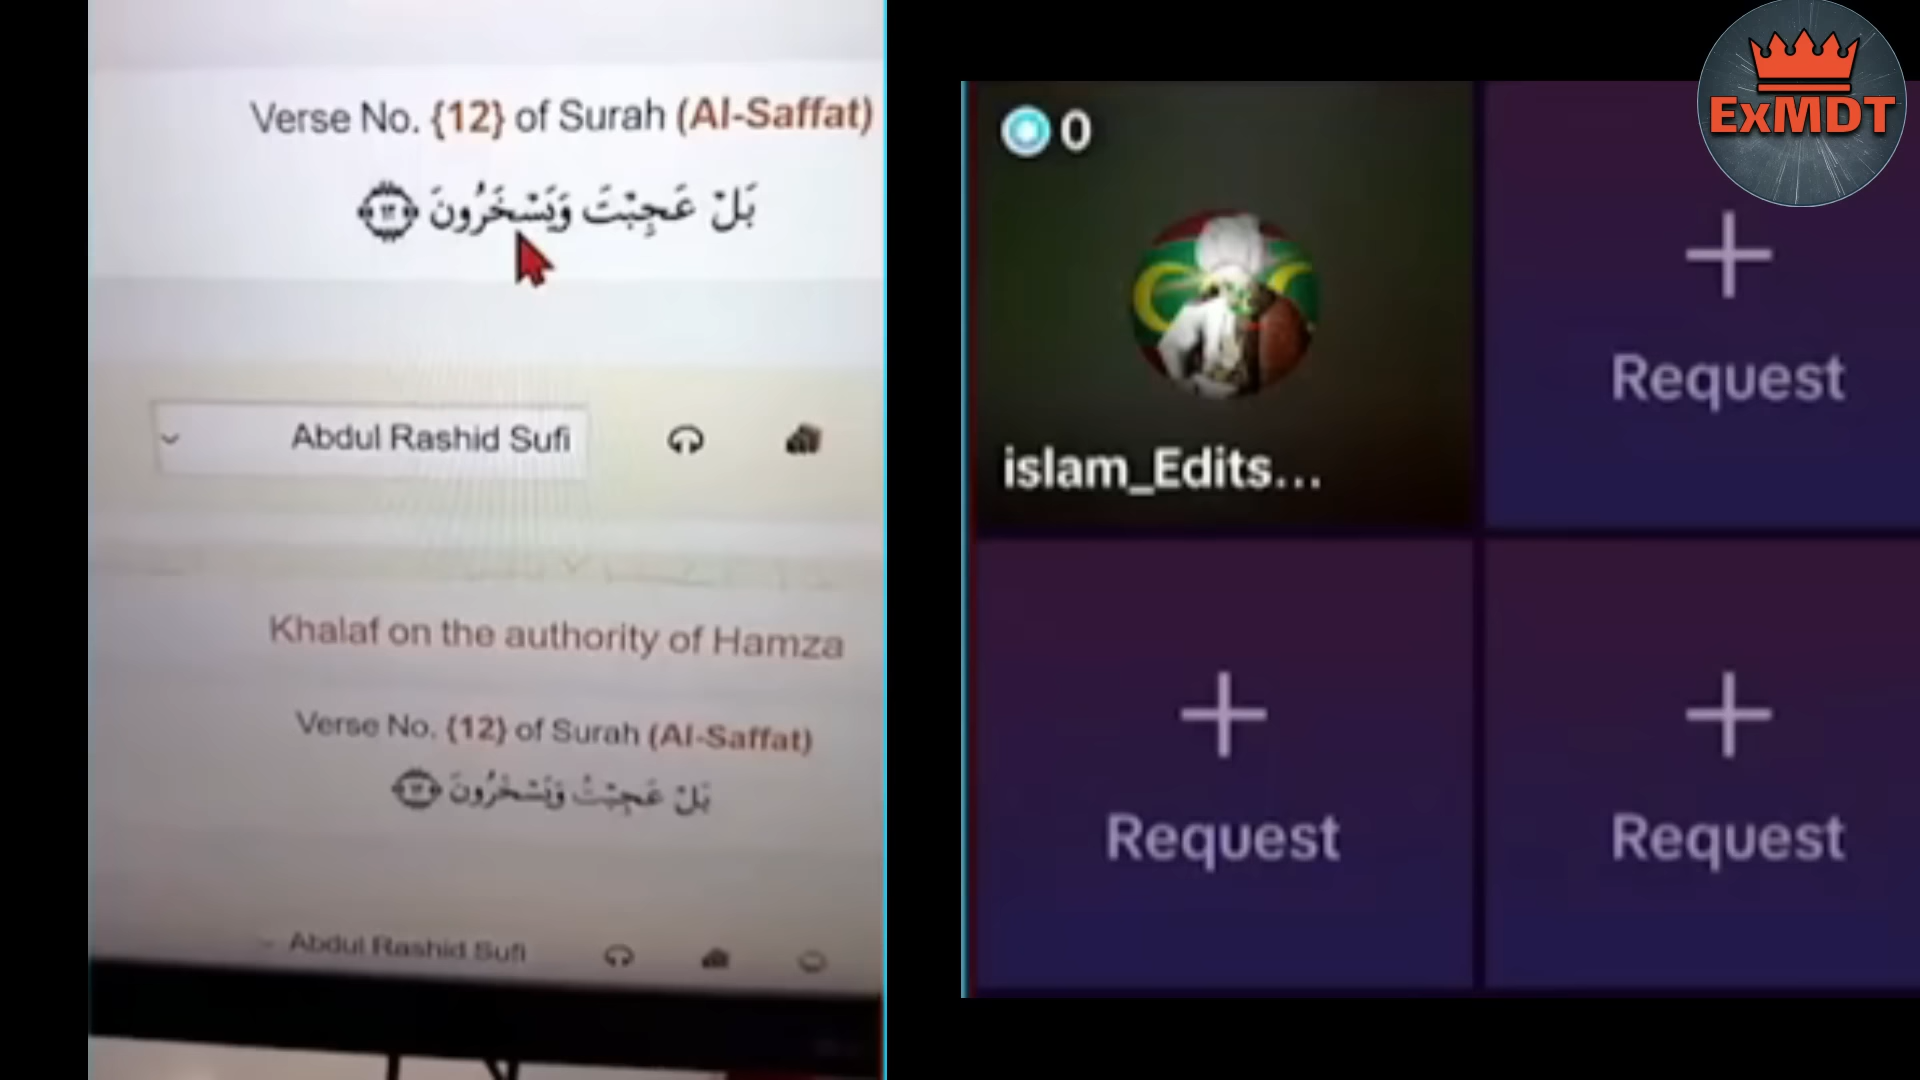 Verse No. {12} of Surah (Al-Saffat)
بَلْ عَجِبْتَ وَيَسْخَرُونَ ١٢
Abdul Rashid Sufi
Khalaf on the authority of Hamza
Verse No. {12} of Surah (Al-Saffat)
بَلْ عَجِبْتُ وَيَسْخَرُونَ ١٢
Abdul Rashid Sufi
0
islam_Edits...
Request
Request
Request
ExMDT